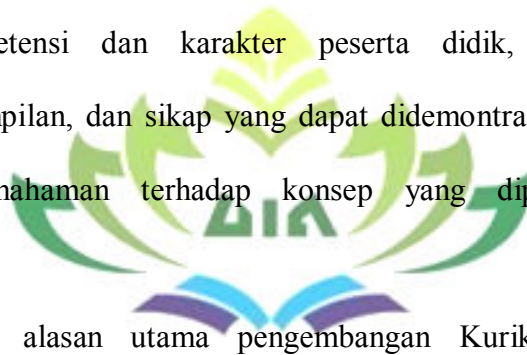 etensi dan karakter peserta didik,
npilan, dan sikap yang dapat didemontra
nahaman terhadap konsep yang dip
alasan utama pengembangan Kurik